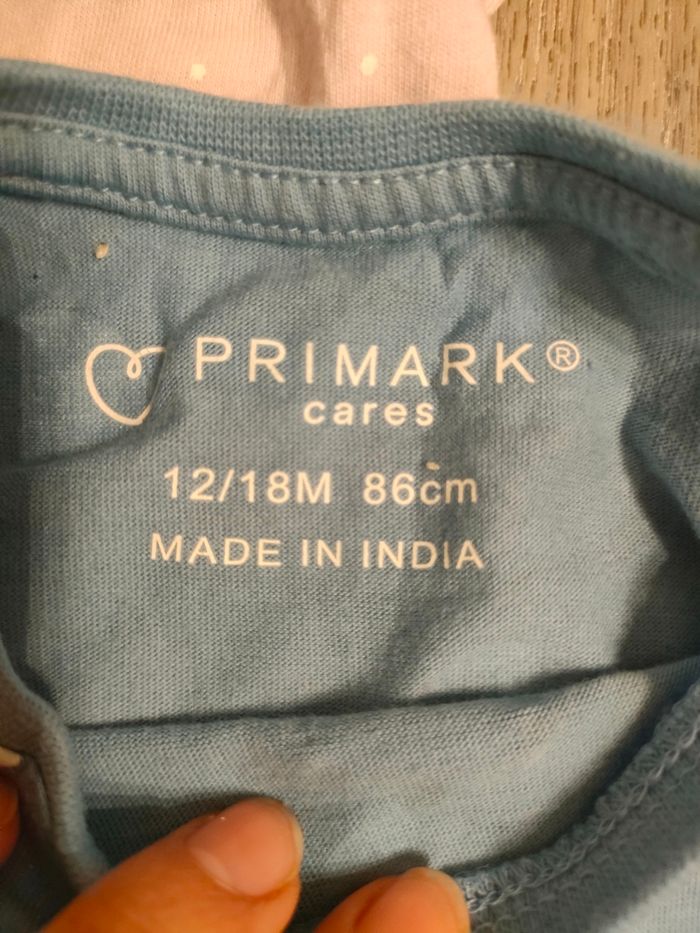 PRIMARK®
cares
12/18M 86cm
MADE IN INDIA